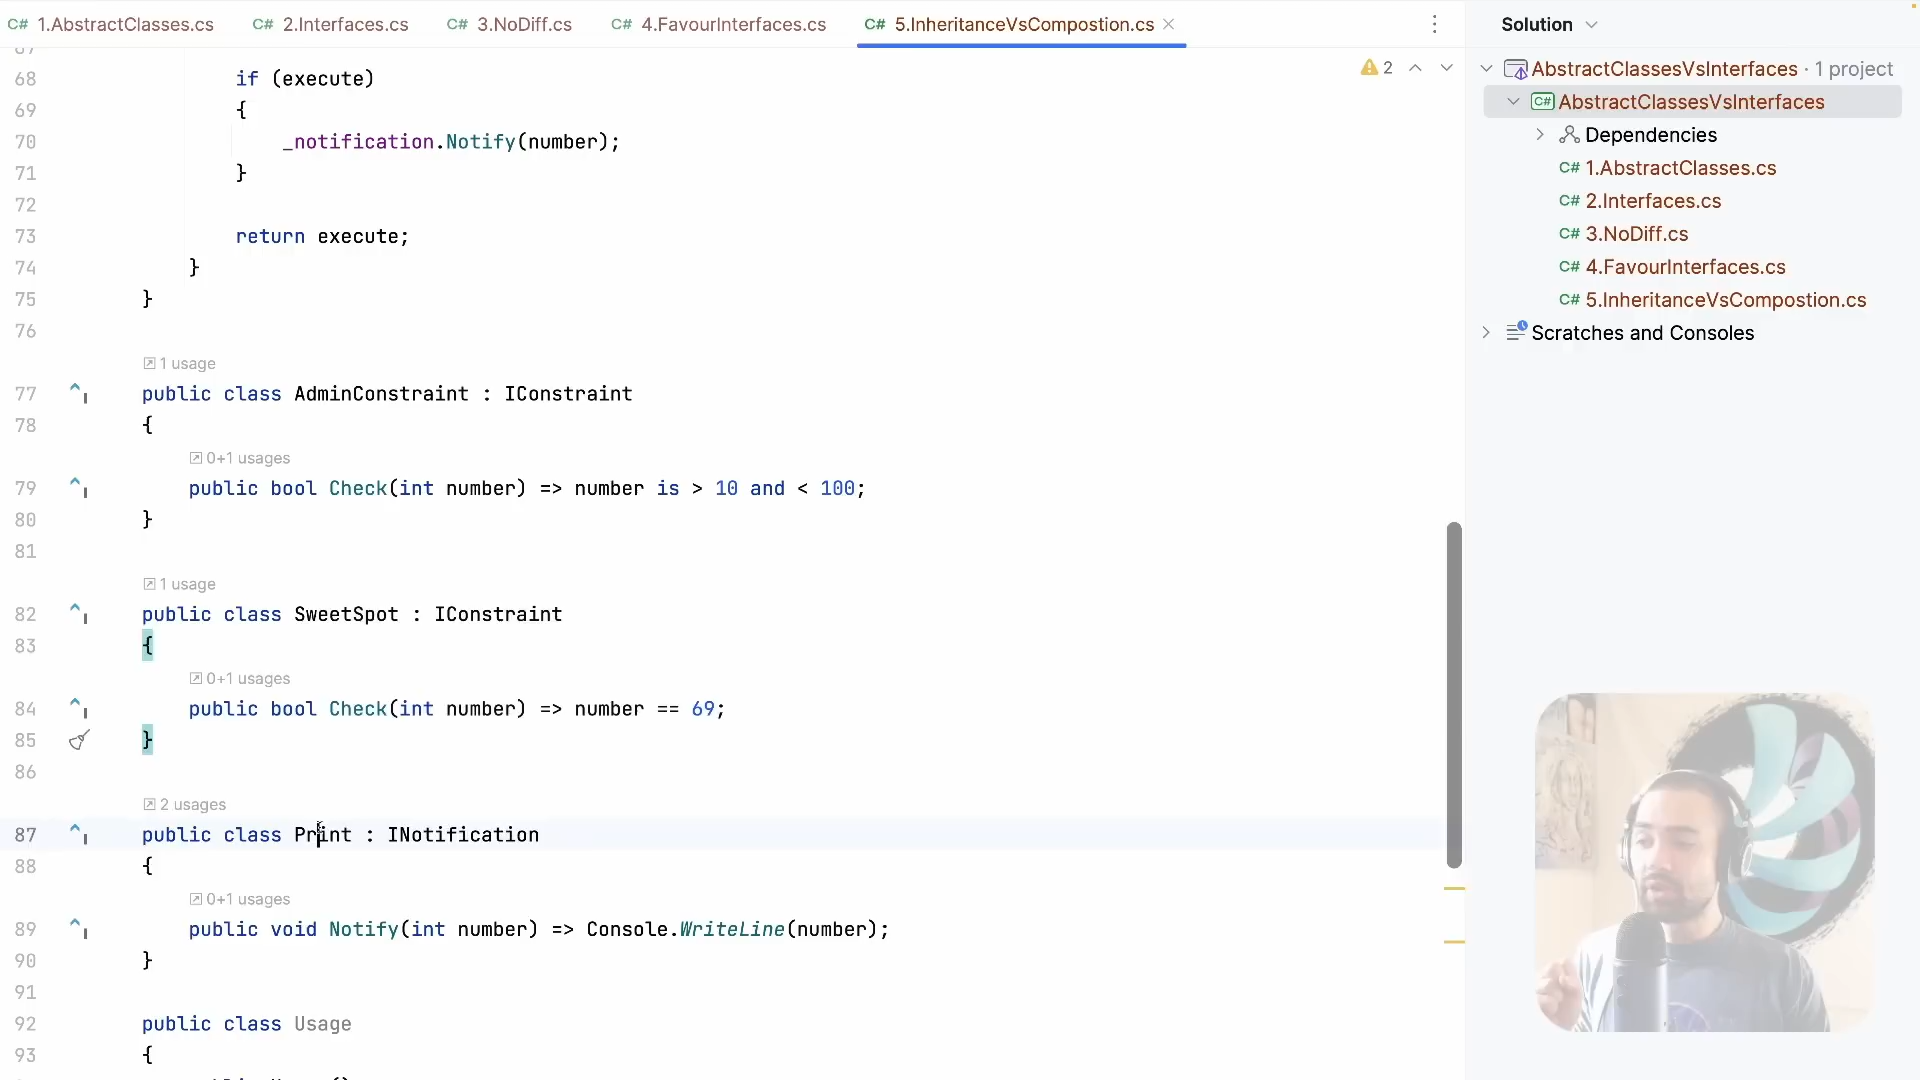 C# 1.AbstractClasses.cs C# 2.Interfaces.cs C# 3.NoDiff.cs C# 4.FavourInterfaces.cs C# 5.InheritanceVsCompostion.cs
2
67
68 if (execute)
69 {
70 _notification.Notify(number);
71 }
72
73 return execute;
74 }
75 }
76
1 usage
77 public class AdminConstraint : IConstraint
78 {
0+1 usages
79 public bool Check(int number) => number is > 10 and < 100;
80 }
81
1 usage
82 public class SweetSpot : IConstraint
83 {
0+1 usages
84 public bool Check(int number) => number == 69;
85 }
86
2 usages
87 public class Print : INotification
88 {
0+1 usages
89 public void Notify(int number) => Console.WriteLine(number);
90 }
91
92 public class Usage
93 {
Solution
AbstractClassesVsInterfaces · 1 project
C# AbstractClassesVsInterfaces
Dependencies
C# 1.AbstractClasses.cs
C# 2.Interfaces.cs
C# 3.NoDiff.cs
C# 4.FavourInterfaces.cs
C# 5.InheritanceVsCompostion.cs
Scratches and Consoles